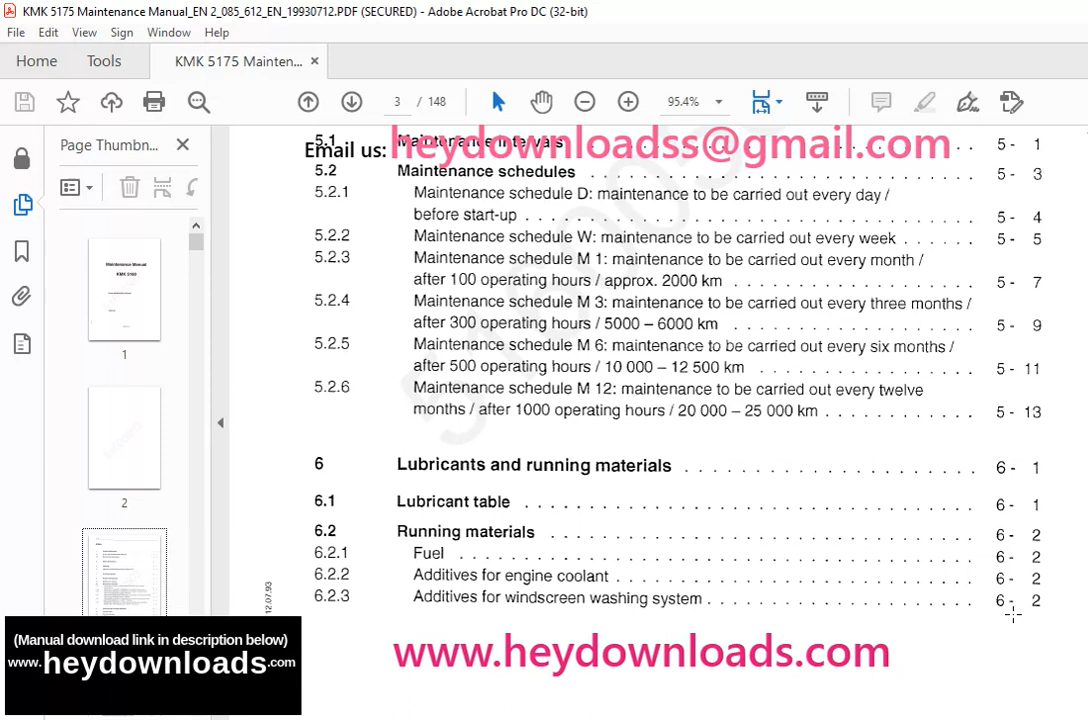 KMK 5175 Maintenance Manual_EN 2_085_612_EN_19930712.PDF (SECURED) - Adobe Acrobat Pro DC (32-bit)
File Edit View Sign Window Help
Home Tools KMK 5175 Mainten... ×
3 / 148 95.4%
Page Thumbn...
5.1 Maintenance intervals . . 5 - 1
Email us: heydownloadss@gmail.com
5.2 Maintenance schedules . . . . . . . . . . . . . . . . . . . . . . . . . . . . . . 5 - 3
5.2.1 Maintenance schedule D: maintenance to be carried out every day /
before start-up . . . . . . . . . . . . . . . . . . . . . . . . . . . . . . . . . . . 5 - 4
5.2.2 Maintenance schedule W: maintenance to be carried out every week . . . . . . 5 - 5
5.2.3 Maintenance schedule M 1: maintenance to be carried out every month /
after 100 operating hours / approx. 2000 km . . . . . . . . . . . . . . . . . . . 5 - 7
5.2.4 Maintenance schedule M 3: maintenance to be carried out every three months /
after 300 operating hours / 5000 – 6000 km . . . . . . . . . . . . . . . . . . . 5 - 9
5.2.5 Maintenance schedule M 6: maintenance to be carried out every six months /
after 500 operating hours / 10 000 – 12 500 km . . . . . . . . . . . . . . . . . 5 - 11
5.2.6 Maintenance schedule M 12: maintenance to be carried out every twelve
months / after 1000 operating hours / 20 000 – 25 000 km . . . . . . . . . . . . 5 - 13
6 Lubricants and running materials . . . . . . . . . . . . . . . . . . . . . . . 6 - 1
6.1 Lubricant table . . . . . . . . . . . . . . . . . . . . . . . . . . . . . . . . . . . 6 - 1
6.2 Running materials . . . . . . . . . . . . . . . . . . . . . . . . . . . . . . . . . 6 - 2
6.2.1 Fuel . . . . . . . . . . . . . . . . . . . . . . . . . . . . . . . . . . . . . . . . 6 - 2
6.2.2 Additives for engine coolant . . . . . . . . . . . . . . . . . . . . . . . . . . . . 6 - 2
6.2.3 Additives for windscreen washing system . . . . . . . . . . . . . . . . . . . . . 6 - 2
12.07.93
Maintenance Manual
KMK 5160
1
2
(Manual download link in description below)
www.heydownloads.com
www.heydownloads.com